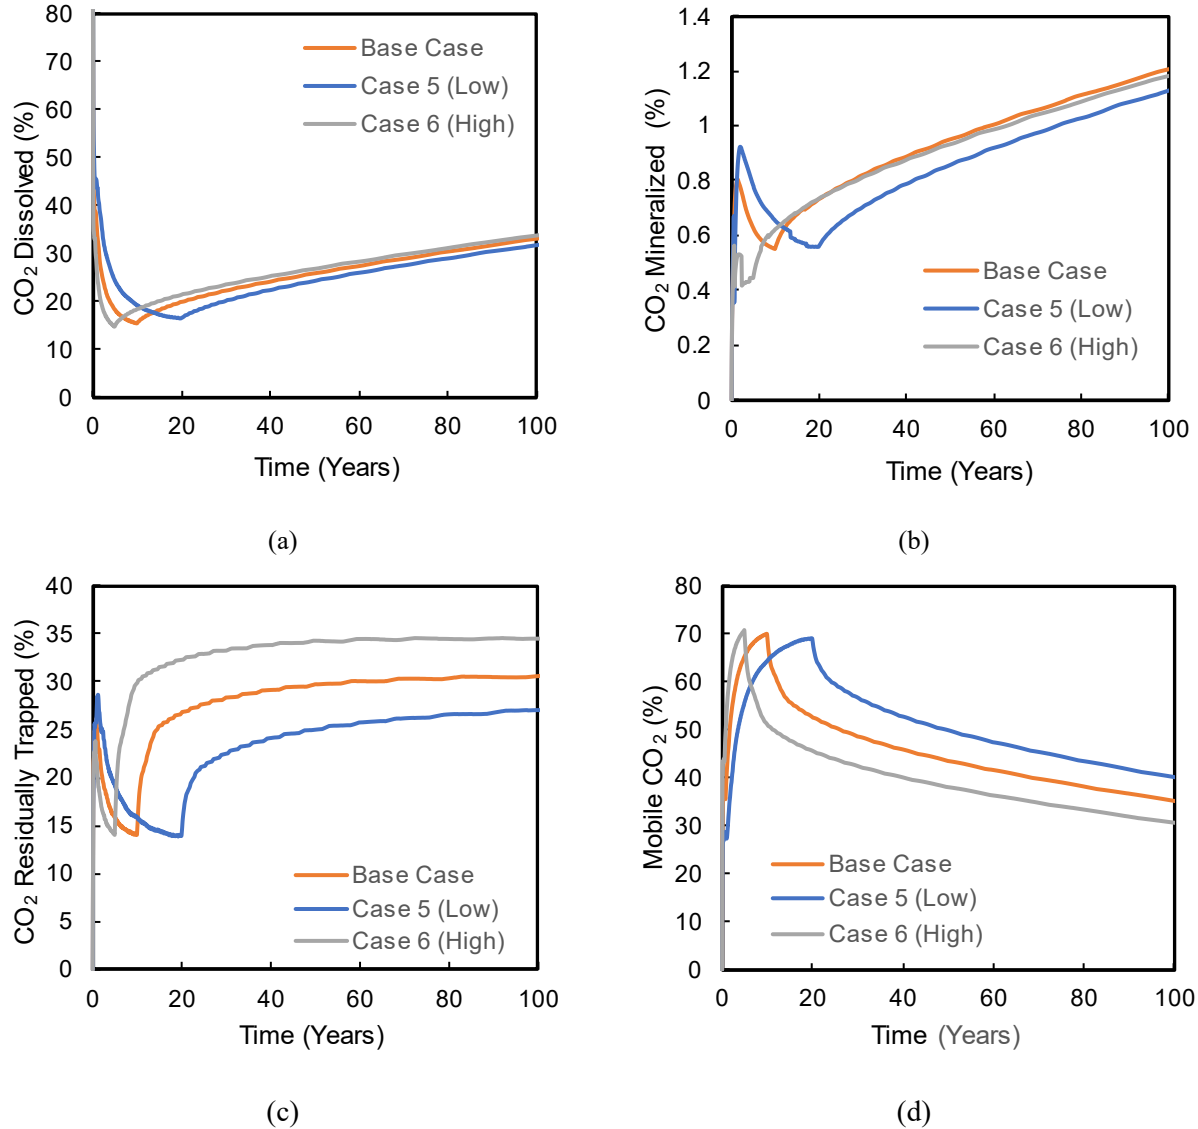 CO2 Dissolved (%)
80
70
60
50
40
30
20
10
0
Base Case
Case 5 (Low)
Case 6 (High)
0 20 40 60 80 100
Time (Years)
(a)
CO2 Mineralized (%)
1.4
1.2
1
0.8
0.6
0.4
0.2
0
Base Case
Case 5 (Low)
Case 6 (High)
0 20 40 60 80 100
Time (Years)
(b)
CO2 Residually Trapped (%)
40
35
30
25
20
15
10
5
0
Base Case
Case 5 (Low)
Case 6 (High)
0 20 40 60 80 100
Time (Years)
(c)
Mobile CO2 (%)
80
70
60
50
40
30
20
10
0
Base Case
Case 5 (Low)
Case 6 (High)
0 20 40 60 80 100
Time (Years)
(d)